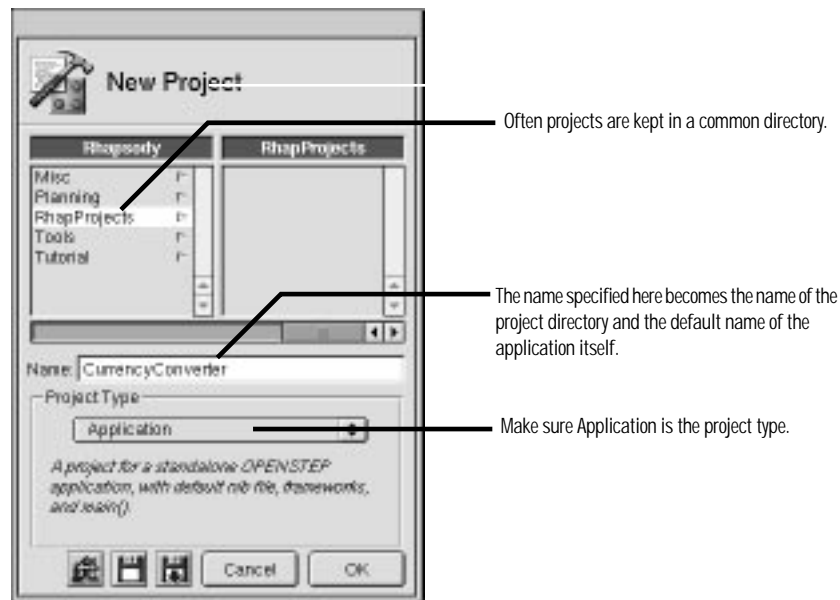 New Project
Often projects are kept in a common directory.
Rhapsody
RhapProjects
Misc
Planning
RhapProjects
Tools
Tutorial
The name specified here becomes the name of the
project directory and the default name of the
application itself.
Name: CurrencyConverter
Project Type
Application
Make sure Application is the project type.
A project for a standalone OPENSTEP
application, with default nib file, frameworks,
and main().
Cancel
OK